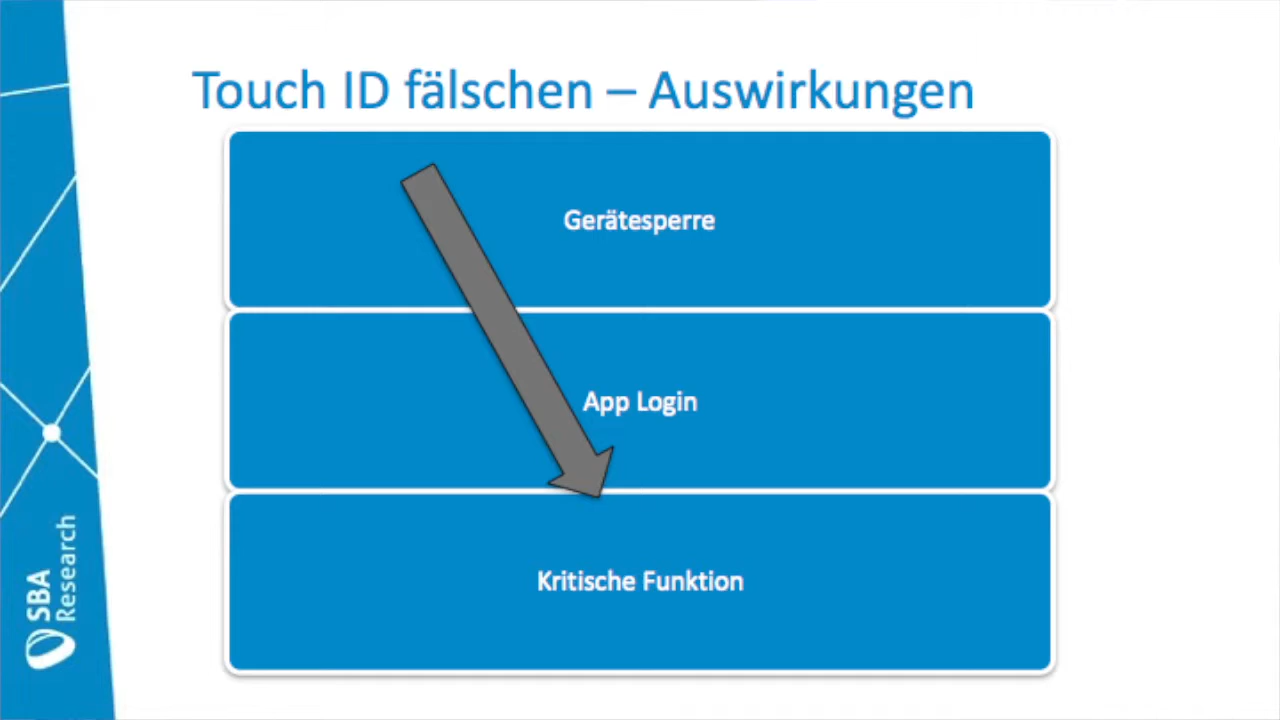 Touch ID fälschen – Auswirkungen
Gerätesperre
App Login
Kritische Funktion
SBA
Research